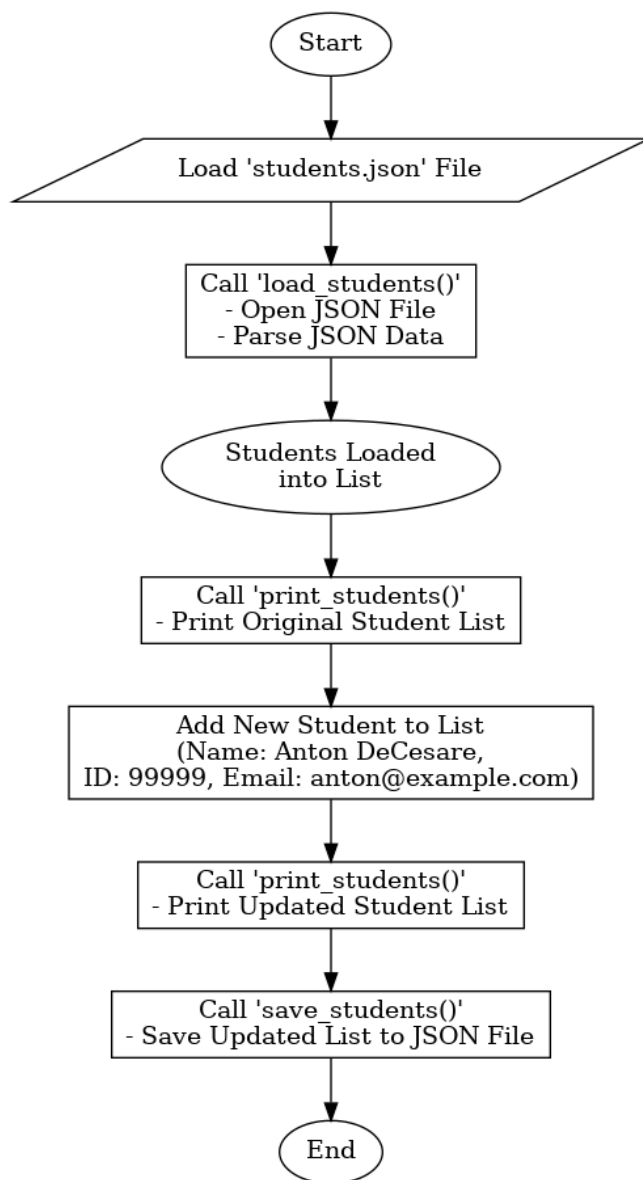 Start
Load 'students.json' File
Call 'load_students()'
- Open JSON File
- Parse JSON Data
Students Loaded
into List
Call 'print_students()'
- Print Original Student List
Add New Student to List
(Name: Anton DeCesare,
ID: 99999, Email: anton@example.com)
Call 'print_students()'
- Print Updated Student List
Call 'save_students()'
- Save Updated List to JSON File
End